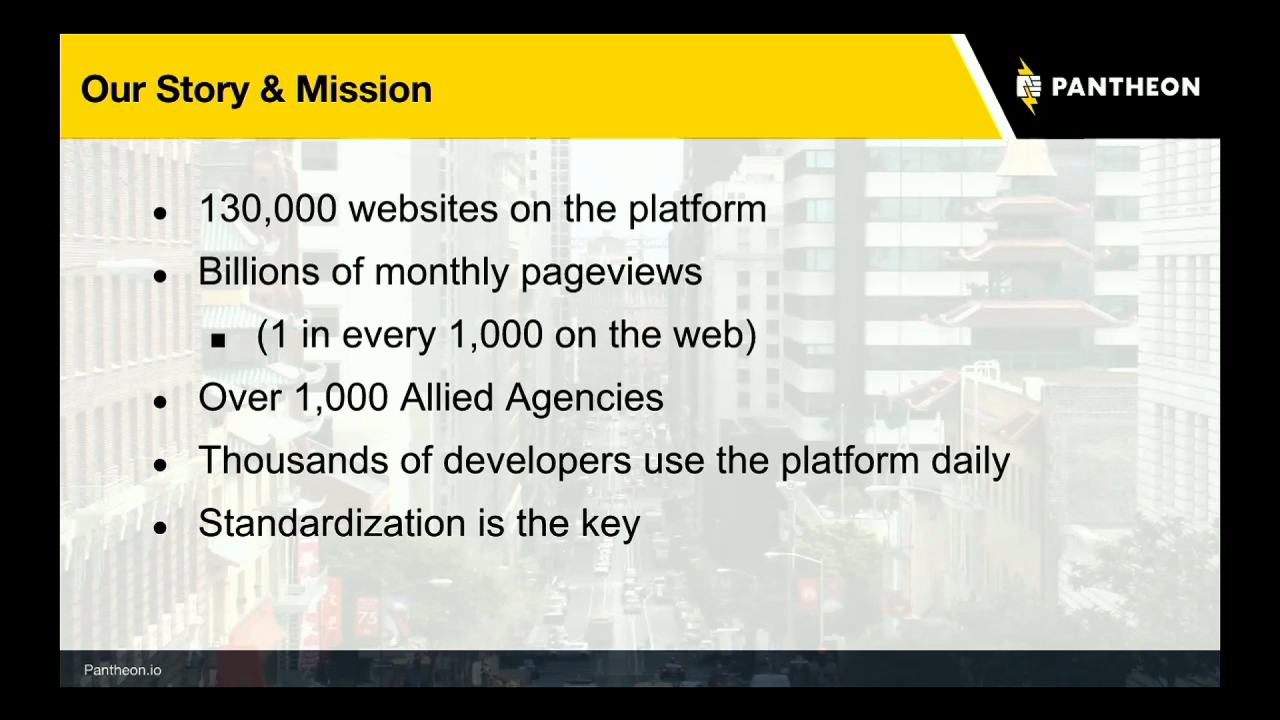 Our Story & Mission
PANTHEON
● 130,000 websites on the platform
● Billions of monthly pageviews
■ (1 in every 1,000 on the web)
● Over 1,000 Allied Agencies
● Thousands of developers use the platform daily
● Standardization is the key
75
Pantheon.io